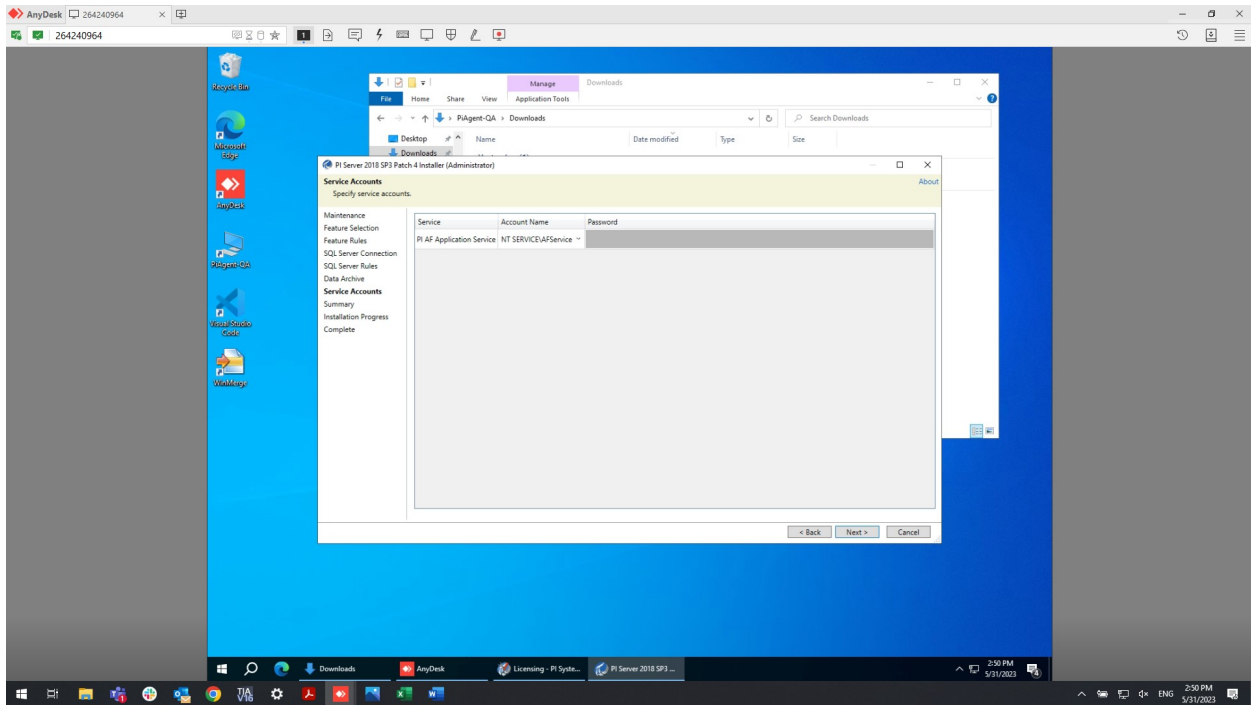 AnyDesk 264240964
264240964
1
Recycle Bin
Microsoft
Edge
AnyDesk
PiAgent-QA
Visual Studio
Code
WinMerge
Manage Downloads
File Home Share View Application Tools
PiAgent-QA › Downloads Search Downloads
Desktop Name Date modified Type Size
Downloads
PI Server 2018 SP3 Patch 4 Installer (Administrator)
Service Accounts About
Specify service accounts.
Maintenance
Feature Selection
Feature Rules
SQL Server Connection
SQL Server Rules
Data Archive
Service Accounts
Summary
Installation Progress
Complete
Service Account Name Password
PI AF Application Service NT SERVICE\AFService
< Back Next > Cancel
Downloads AnyDesk Licensing - PI Syste... PI Server 2018 SP3 ... 2:50 PM
5/31/2023
4
TIA
V16
ENG 2:50 PM
5/31/2023